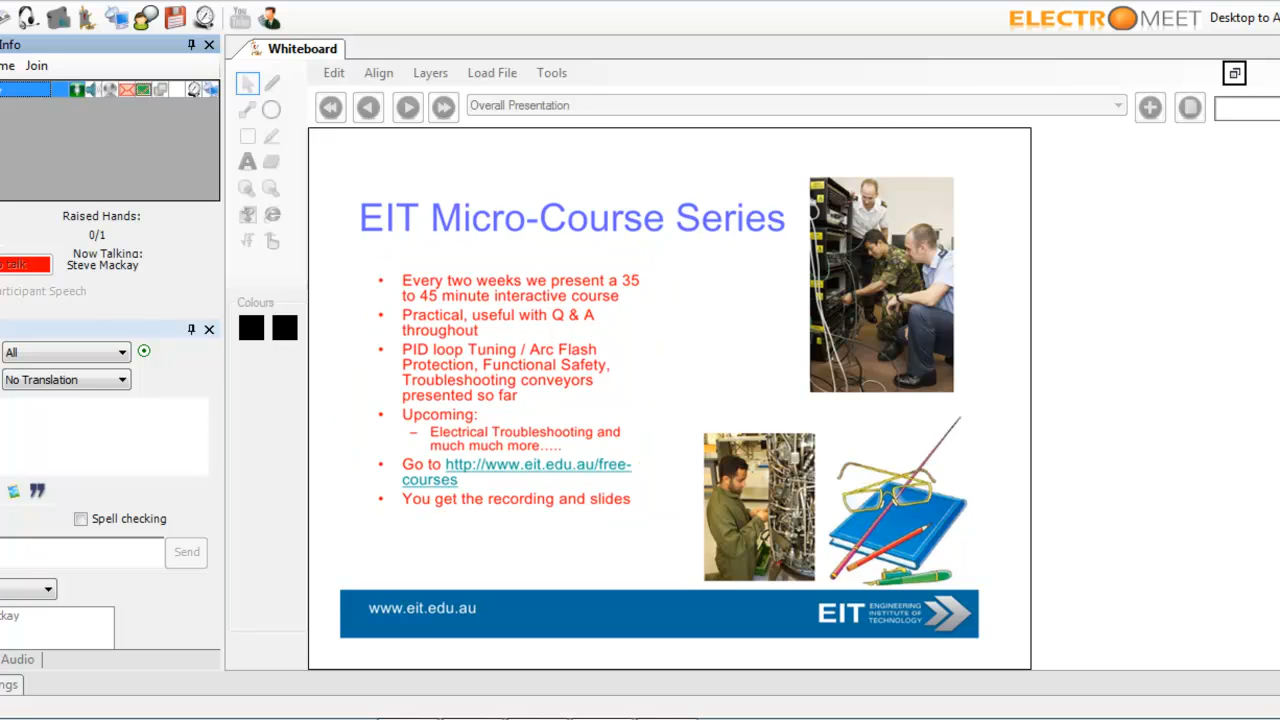 You
ELECTROMEET
Desktop to A
Info
Whiteboard
me Join
Edit Align Layers Load File Tools
Overall Presentation
EIT Micro-Course Series
• Every two weeks we present a 35
to 45 minute interactive course
• Practical, useful with Q & A
throughout
• PID loop Tuning / Arc Flash
Protection, Functional Safety,
Troubleshooting conveyors
presented so far
• Upcoming:
– Electrical Troubleshooting and
much much more…..
• Go to http://www.eit.edu.au/free-
courses
• You get the recording and slides
www.eit.edu.au
EIT ENGINEERING
INSTITUTE OF
TECHNOLOGY
Raised Hands:
0/1
Now Talking:
Steve Mackay
o talk
articipant Speech
Colours
All
No Translation
Spell checking
Send
kay
Audio
ngs